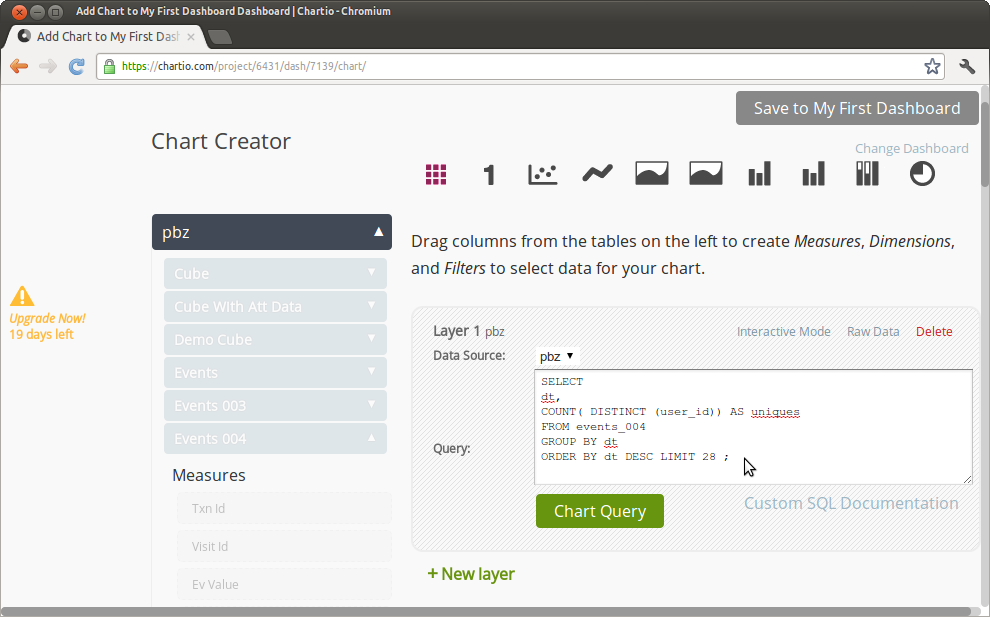 Add Chart to My First Dashboard Dashboard | Chartio - Chromium
Add Chart to My First Dash
https://chartio.com/project/6431/dash/7139/chart/
Save to My First Dashboard
Chart Creator
Change Dashboard
1
pbz
Drag columns from the tables on the left to create Measures, Dimensions,
and Filters to select data for your chart.
Cube
Cube WIth Att Data
Demo Cube
Events
Events 003
Events 004
Measures
Txn Id
Visit Id
Ev Value
Upgrade Now!
19 days left
Layer 1 pbz
Interactive Mode Raw Data Delete
Data Source: pbz
Query:
SELECT
dt,
COUNT( DISTINCT (user_id)) AS uniques
FROM events_004
GROUP BY dt
ORDER BY dt DESC LIMIT 28 ;
Chart Query
Custom SQL Documentation
+ New layer